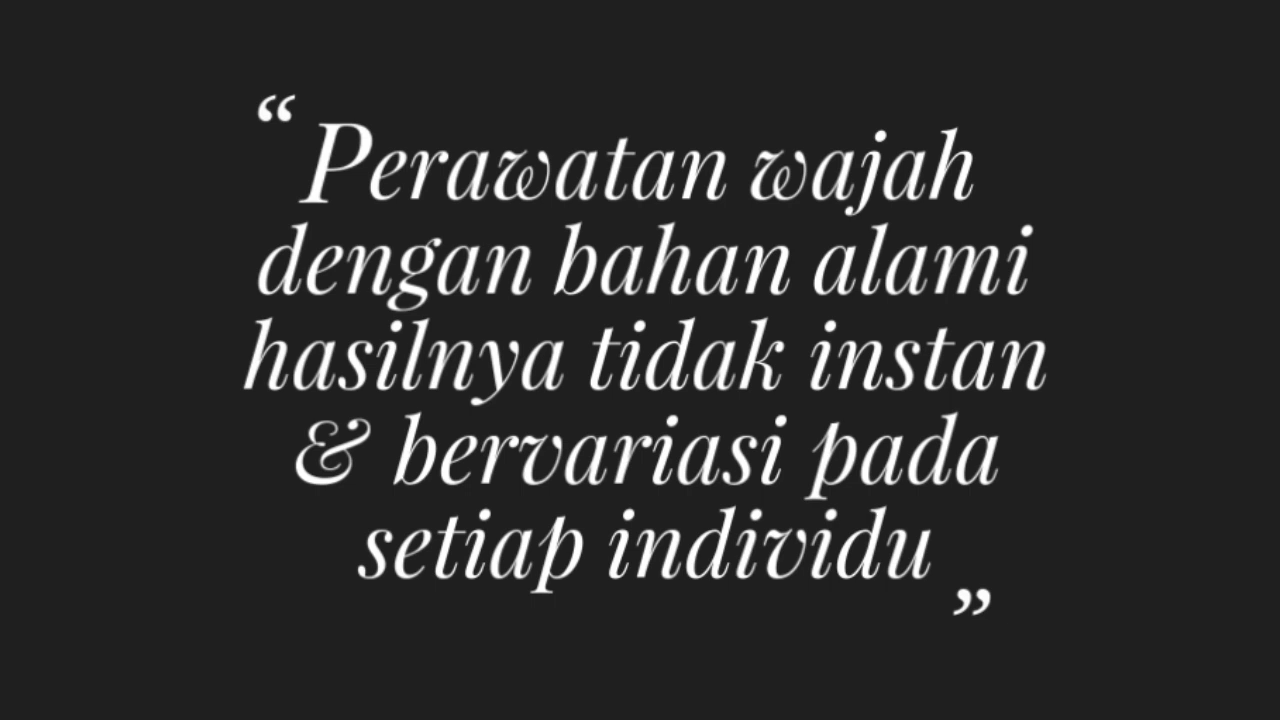 “Perawatan wajah
dengan bahan alami
hasilnya tidak instan
& bervariasi pada
setiap individu”